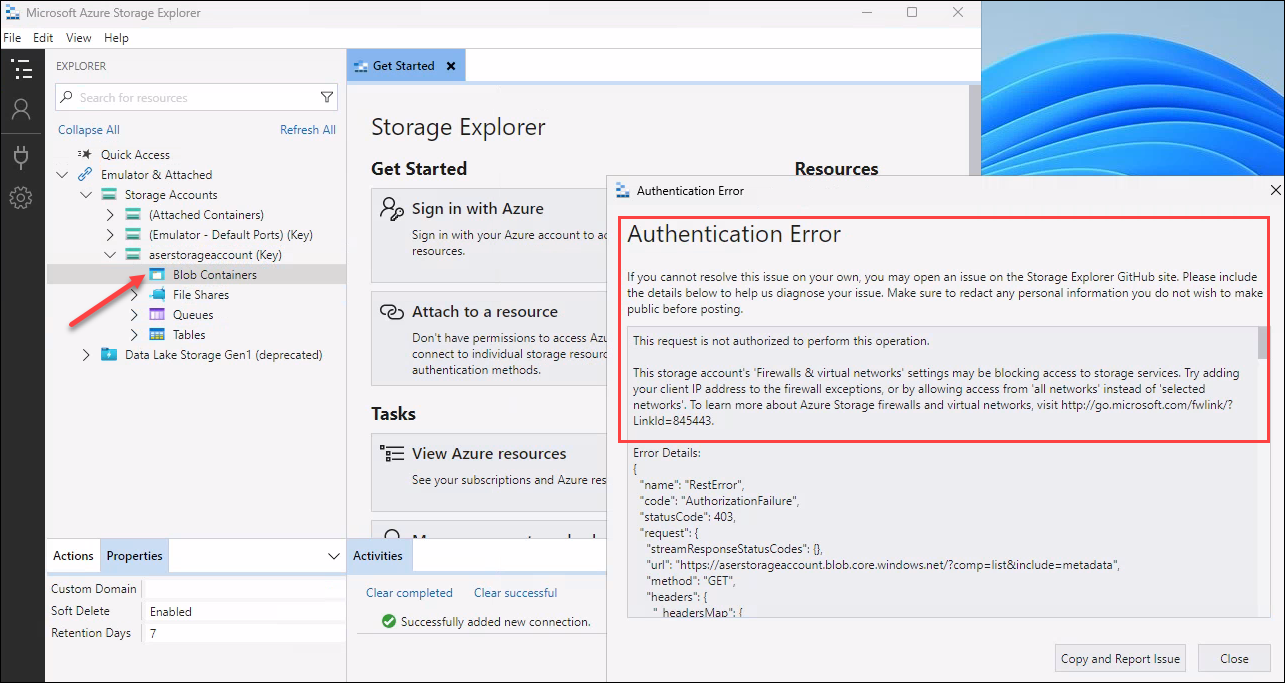 Microsoft Azure Storage Explorer
File Edit View Help
EXPLORER
Search for resources
Collapse All Refresh All
Quick Access
Emulator & Attached
Storage Accounts
(Attached Containers)
(Emulator - Default Ports) (Key)
aserstorageaccount (Key)
Blob Containers
File Shares
Queues
Tables
Data Lake Storage Gen1 (deprecated)
Actions Properties
Custom Domain
Soft Delete Enabled
Retention Days 7
Get Started
Storage Explorer
Get Started
Resources
Sign in with Azure
Sign in with your Azure account to ac
resources.
Attach to a resource
Don't have permissions to access Azu
connect to individual storage resourc
authentication methods.
Tasks
View Azure resources
See your subscriptions and Azure res
Activities
Clear completed Clear successful
Successfully added new connection.
Authentication Error
Authentication Error
If you cannot resolve this issue on your own, you may open an issue on the Storage Explorer GitHub site. Please include
the details below to help us diagnose your issue. Make sure to redact any personal information you do not wish to make
public before posting.
This request is not authorized to perform this operation.
This storage account's 'Firewalls & virtual networks' settings may be blocking access to storage services. Try adding
your client IP address to the firewall exceptions, or by allowing access from 'all networks' instead of 'selected
networks'. To learn more about Azure Storage firewalls and virtual networks, visit http://go.microsoft.com/fwlink/?
LinkId=845443.
Error Details:
{
"name": "RestError",
"code": "AuthorizationFailure",
"statusCode": 403,
"request": {
"streamResponseStatusCodes": {},
"url": "https://aserstorageaccount.blob.core.windows.net/?comp=list&include=metadata",
"method": "GET",
"headers": {
"_headersMap": {
Copy and Report Issue Close